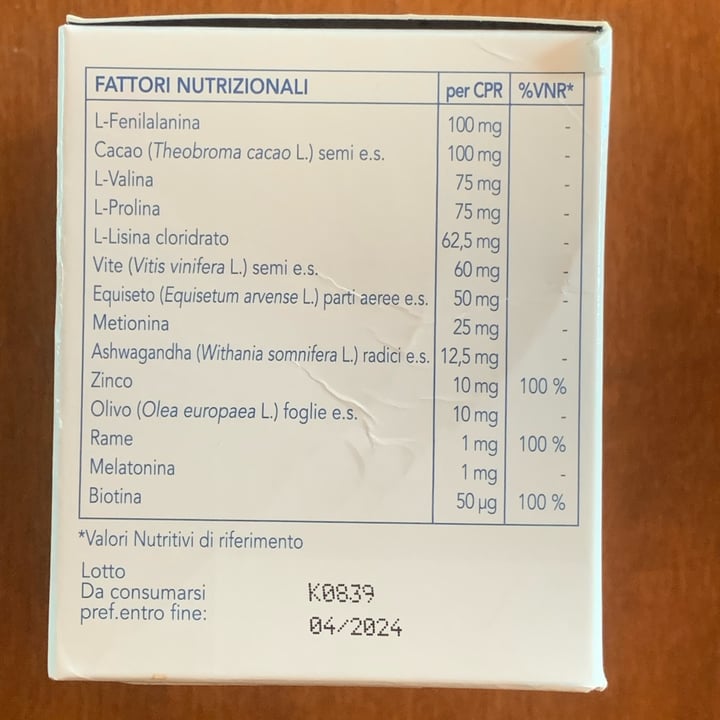 FATTORI NUTRIZIONALI per CPR %VNR*
L-Fenilalanina 100 mg -
Cacao (Theobroma cacao L.) semi e.s. 100 mg -
L-Valina 75 mg -
L-Prolina 75 mg -
L-Lisina cloridrato 62,5 mg -
Vite (Vitis vinifera L.) semi e.s. 60 mg -
Equiseto (Equisetum arvense L.) parti aeree e.s. 50 mg -
Metionina 25 mg -
Ashwagandha (Withania somnifera L.) radici e.s. 12,5 mg -
Zinco 10 mg 100 %
Olivo (Olea europaea L.) foglie e.s. 10 mg -
Rame 1 mg 100 %
Melatonina 1 mg -
Biotina 50 µg 100 %
*Valori Nutritivi di riferimento
Lotto K0839
Da consumarsi
pref.entro fine: 04/2024